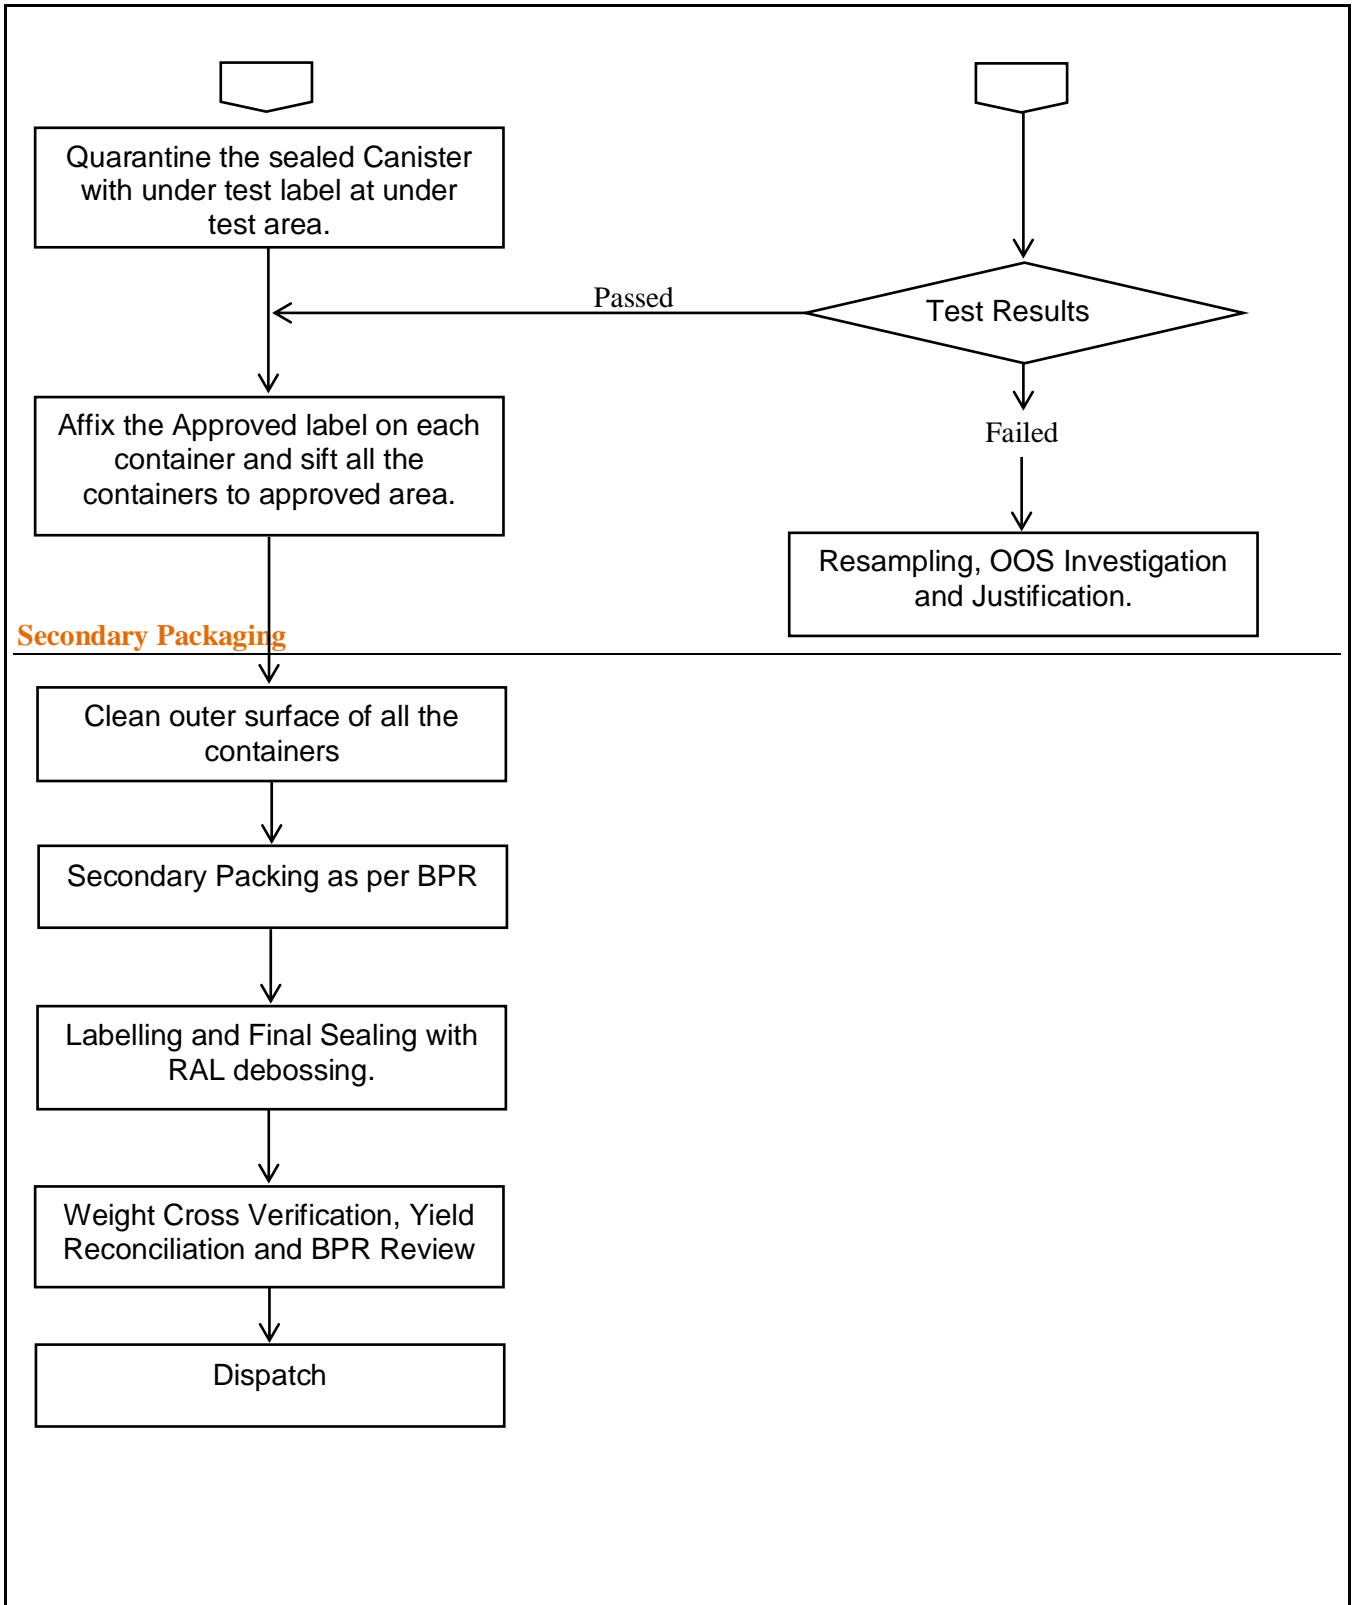 Quarantine the sealed Canister
with under test label at under
test area.
Passed
Test Results
Affix the Approved label on each
container and sift all the
containers to approved area.
Failed
Resampling, OOS Investigation
and Justification.
Secondary Packaging
Clean outer surface of all the
containers
Secondary Packing as per BPR
Labelling and Final Sealing with
RAL debossing.
Weight Cross Verification, Yield
Reconciliation and BPR Review
Dispatch